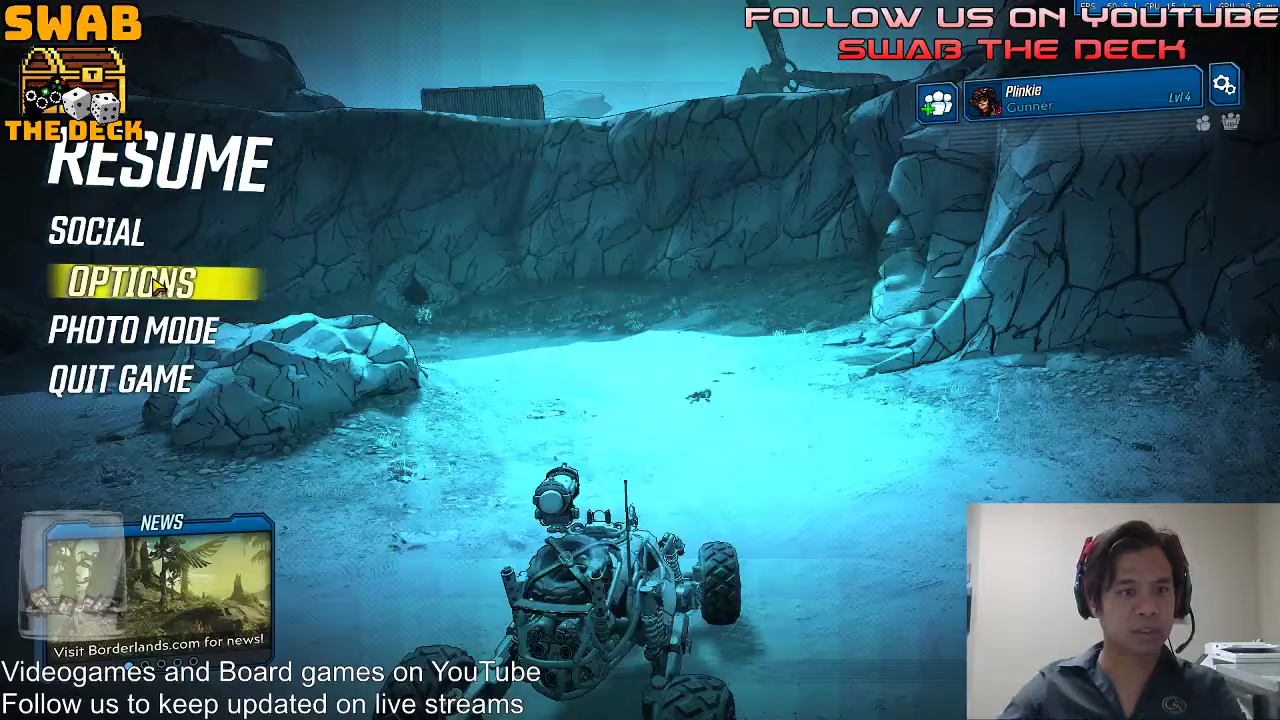 SWAB
THE DECK
FOLLOW US ON YOUTUBE
SWAB THE DECK
Plinkie
Gunner
Lvl 4
RESUME
SOCIAL
OPTIONS
PHOTO MODE
QUIT GAME
NEWS
Visit Borderlands.com for news!
Videogames and Board games on YouTube
Follow us to keep updated on live streams